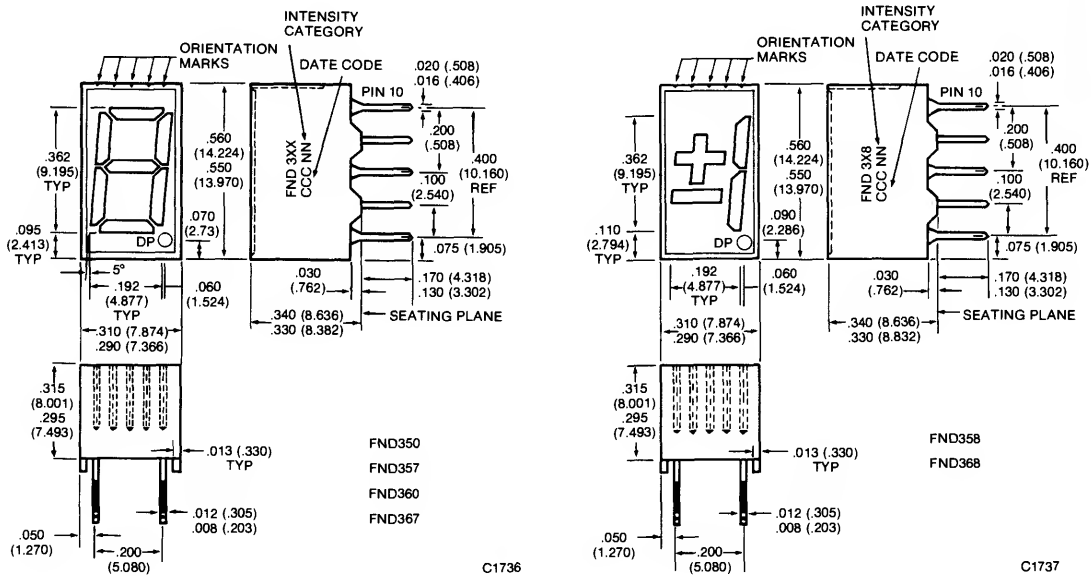 INTENSITY
CATEGORY
ORIENTATION
MARKS
DATE CODE
.020 (.508)
.016 (.406)
PIN 10
.362
(9.195)
TYP
.560
(14.224)
.550
(13.970)
FND 3XX
CCC NN
.200
(.508)
.400
(10.160)
REF
.100
(2.540)
.095
(2.413)
TYP
.070
(2.73)
DP
.075 (1.905)
5°
.192
(4.877)
TYP
.060
(1.524)
.030
(.762)
.170 (4.318)
.130 (3.302)
SEATING PLANE
.310 (7.874)
.290 (7.366)
.340 (8.636)
.330 (8.382)
.315
(8.001)
.295
(7.493)
.013 (.330)
TYP
FND350
FND357
FND360
FND367
.012 (.305)
.008 (.203)
.050
(1.270)
.200
(5.080)
C1736
INTENSITY
CATEGORY
ORIENTATION
MARKS
DATE CODE
.020 (.508)
.016 (.406)
PIN 10
.362
(9.195)
TYP
.560
(14.224)
.550
(13.970)
FND 3X8
CCC NN
.200
(.508)
.400
(10.160)
REF
.100
(2.540)
.110
(2.794)
TYP
.090
(2.286)
DP
.075 (1.905)
.192
(4.877)
TYP
.060
(1.524)
.030
(.762)
.170 (4.318)
.130 (3.302)
SEATING PLANE
.310 (7.874)
.290 (7.366)
.340 (8.636)
.330 (8.832)
.315
(8.001)
.295
(7.493)
.013 (.330)
TYP
FND358
FND368
.012 (.305)
.008 (.203)
.050
(1.270)
.200
(5.080)
C1737